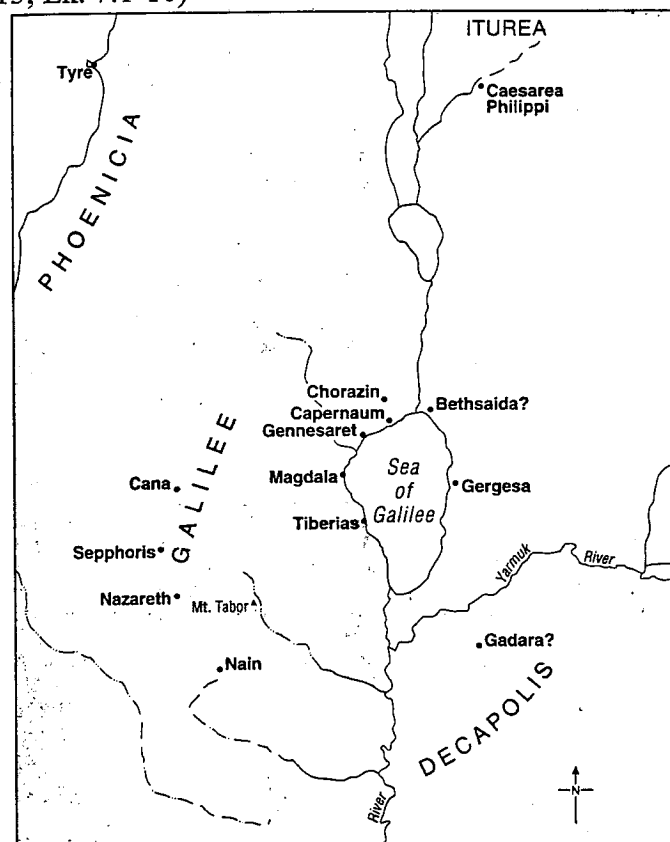 ITUREA
Tyre
Caesarea
Philippi
PHOENICIA
Chorazin
Capernaum
Bethsaida?
Gennesaret
GALILEE
Magdala
Sea
of
Galilee
Cana
Gergesa
Tiberias
Sepphoris
Yarmuk
River
Nazareth
Mt. Tabor
Gadara?
Nain
DECAPOLIS
N
River